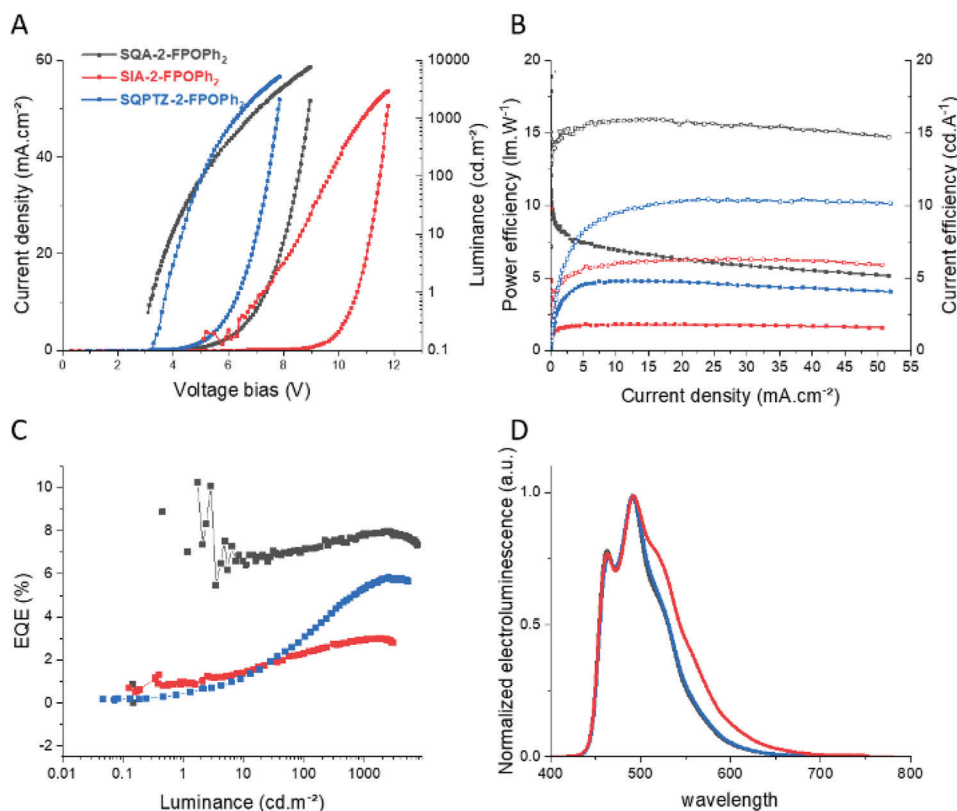 A
B
SQA-2-FPOPh₂
SIA-2-FPOPh₂
SQPTZ-2-FPOPh₂
Current density (mA.cm⁻²)
60
40
20
0
Luminance (cd.m⁻²)
10000
1000
100
10
1
0.1
0 2 4 6 8 10 12
Voltage bias (V)
Power efficiency (lm.W⁻¹)
20
15
10
5
0
Current efficiency (cd.A⁻¹)
20
15
10
5
0
0 5 10 15 20 25 30 35 40 45 50 55
Current density (mA.cm⁻²)
C
D
EQE (%)
10
8
6
4
2
0
-2
0.01 0.1 1 10 100 1000
Luminance (cd.m⁻²)
Normalized electroluminescence (a.u.)
1.0
0.5
0.0
400 500 600 700 800
wavelength